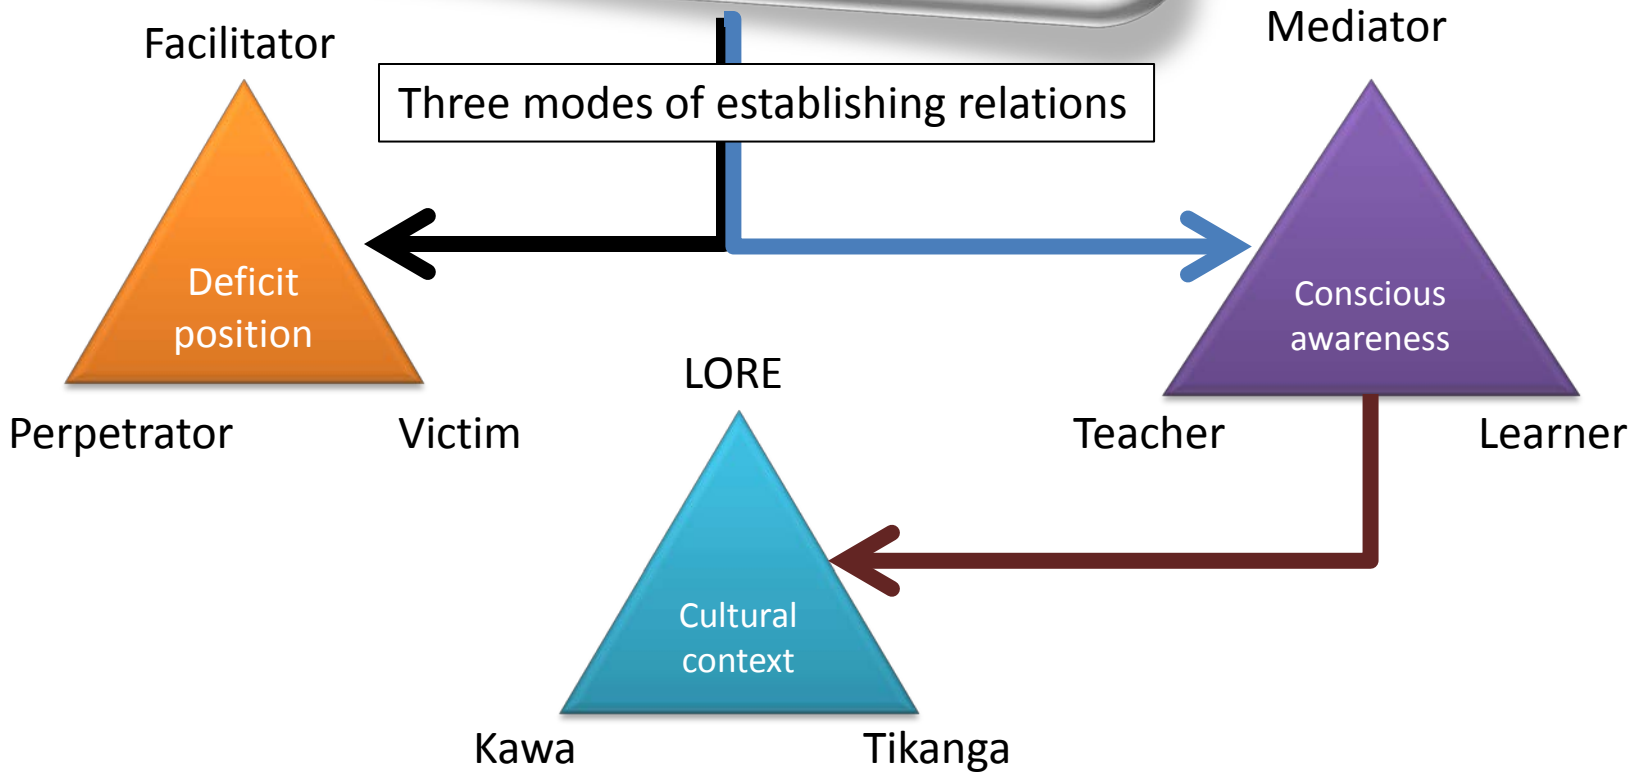 Facilitator
Mediator
Three modes of establishing relations
Deficit
position
Conscious
awareness
Perpetrator
Victim
LORE
Teacher
Learner
Cultural
context
Kawa
Tikanga